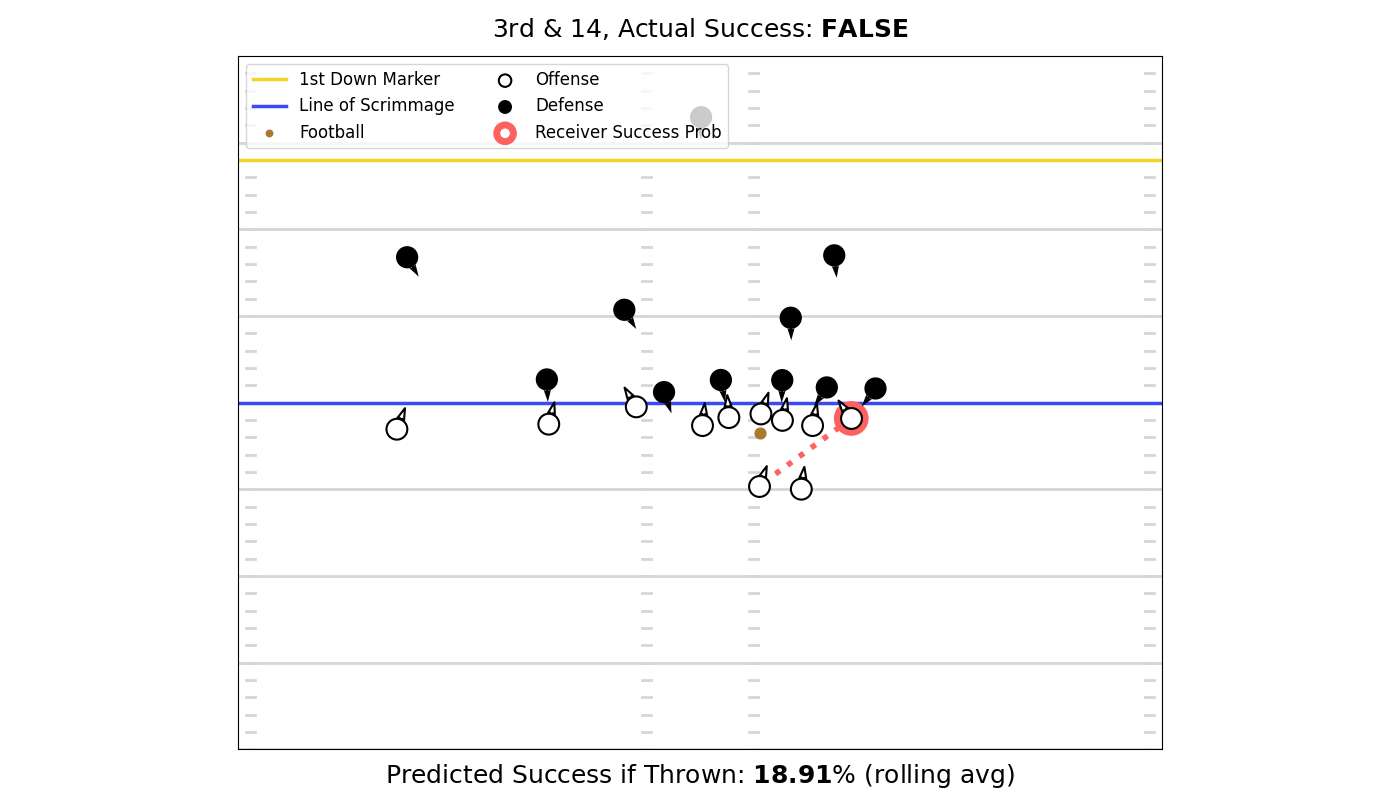 3rd & 14, Actual Success: FALSE
1st Down Marker
Line of Scrimmage
Football
Offense
Defense
Receiver Success Prob
Predicted Success if Thrown: 18.91% (rolling avg)